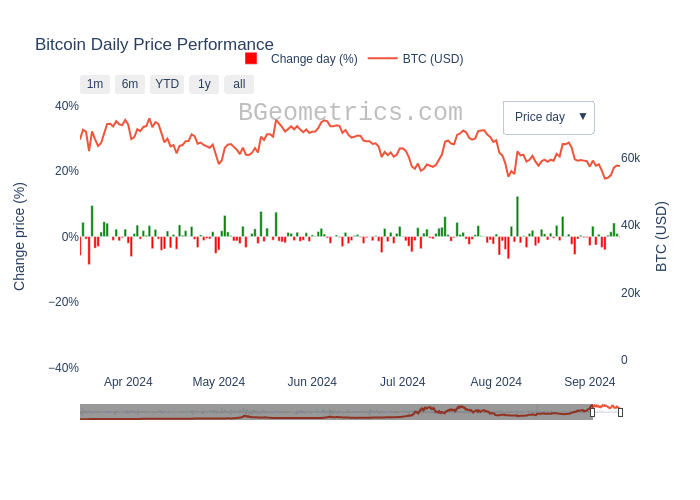 Bitcoin Daily Price Performance
Change day (%) BTC (USD)
1m 6m YTD 1y all
BGeometrics.com
Price day ▼
40%
20%
0%
−20%
−40%
Change price (%)
60k
40k
20k
0
BTC (USD)
Apr 2024 May 2024 Jun 2024 Jul 2024 Aug 2024 Sep 2024